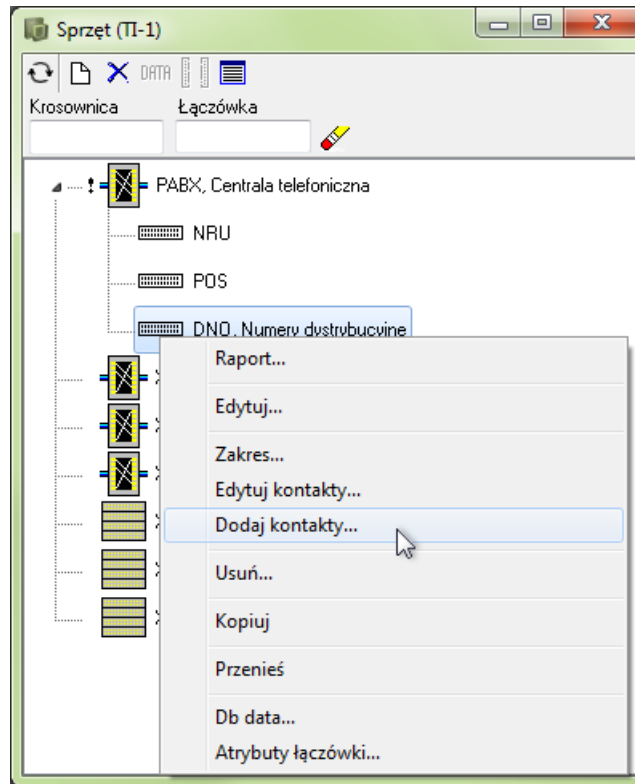 Sprzęt (TI-1)
DATA
Krosownica Łączówka
PABX, Centrala telefoniczna
NRU
POS
DNO, Numery dystrybucyjne
Raport...
Edytuj...
Zakres...
Edytuj kontakty...
Dodaj kontakty...
Usuń...
Kopiuj
Przenieś
Db data...
Atrybuty łączówki...